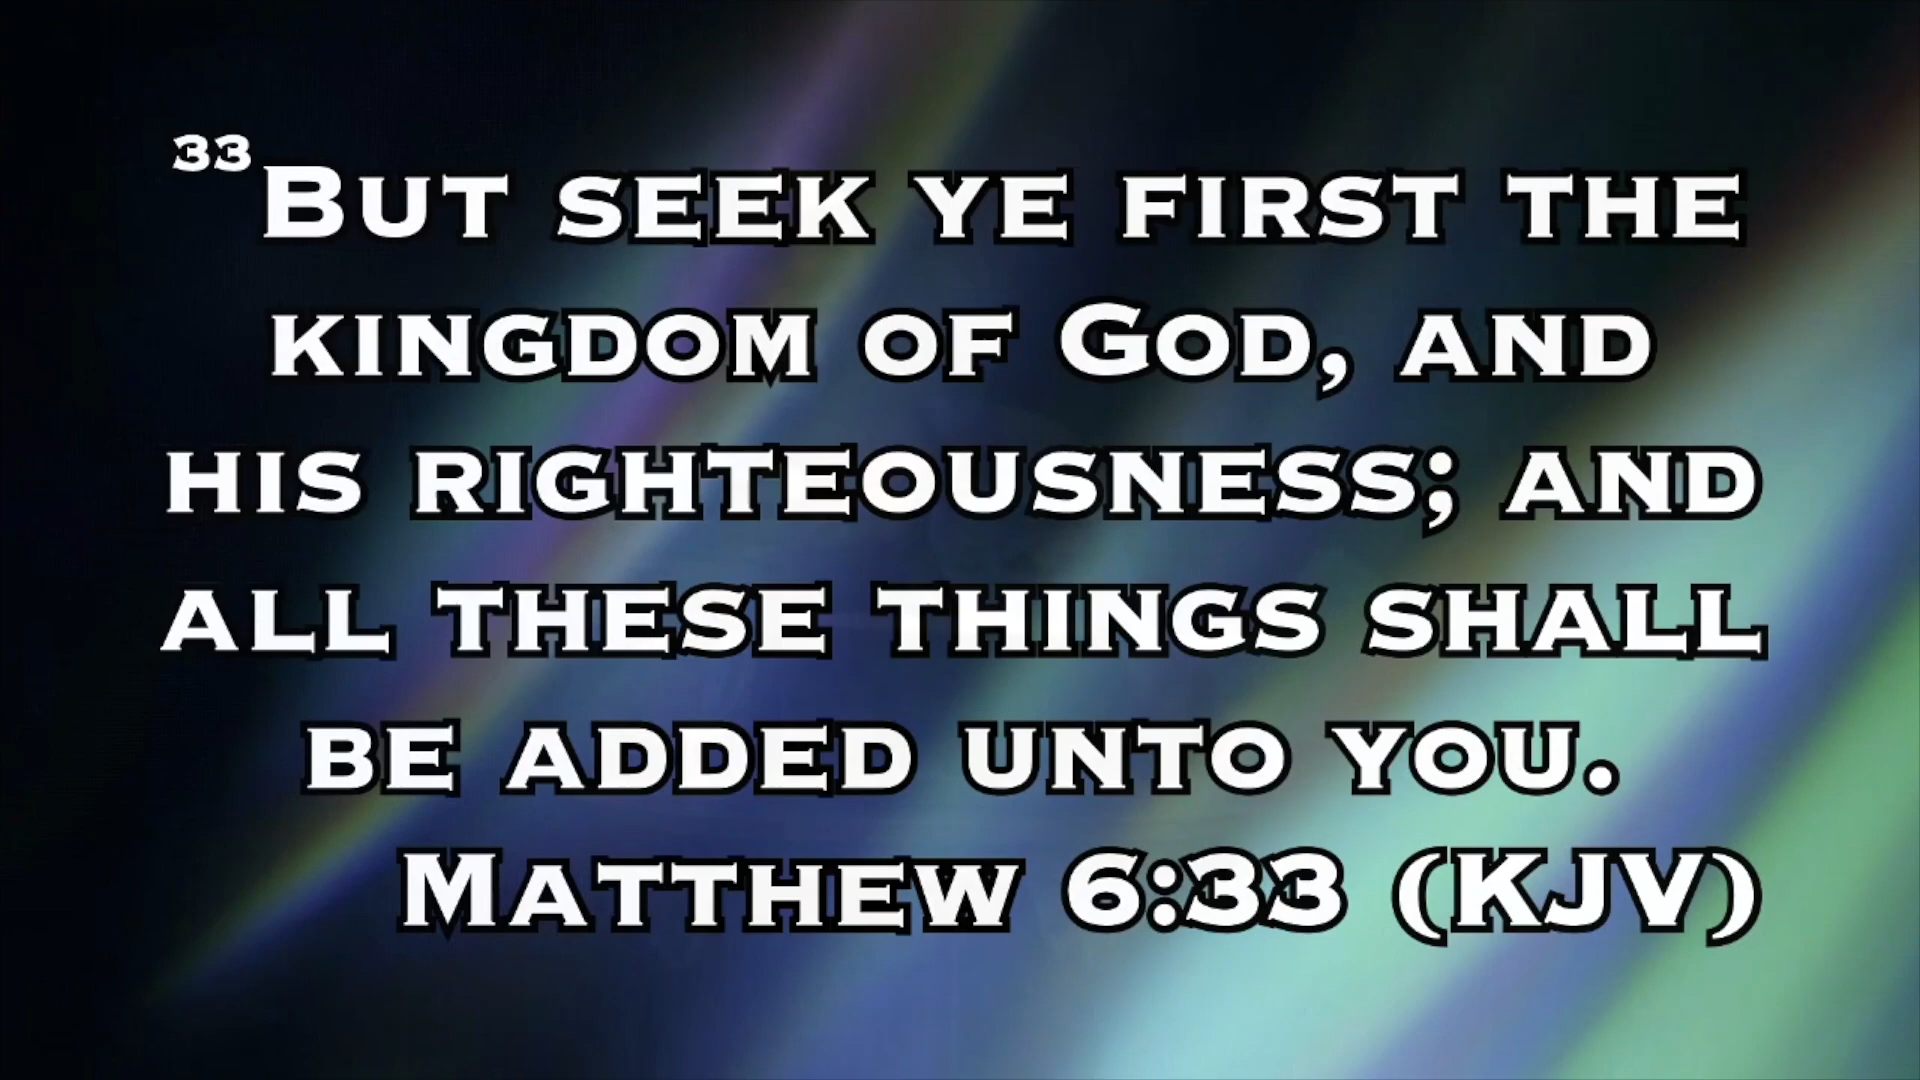 33 But seek ye first the
kingdom of God, and
his righteousness; and
all these things shall
be added unto you.
Matthew 6:33 (KJV)